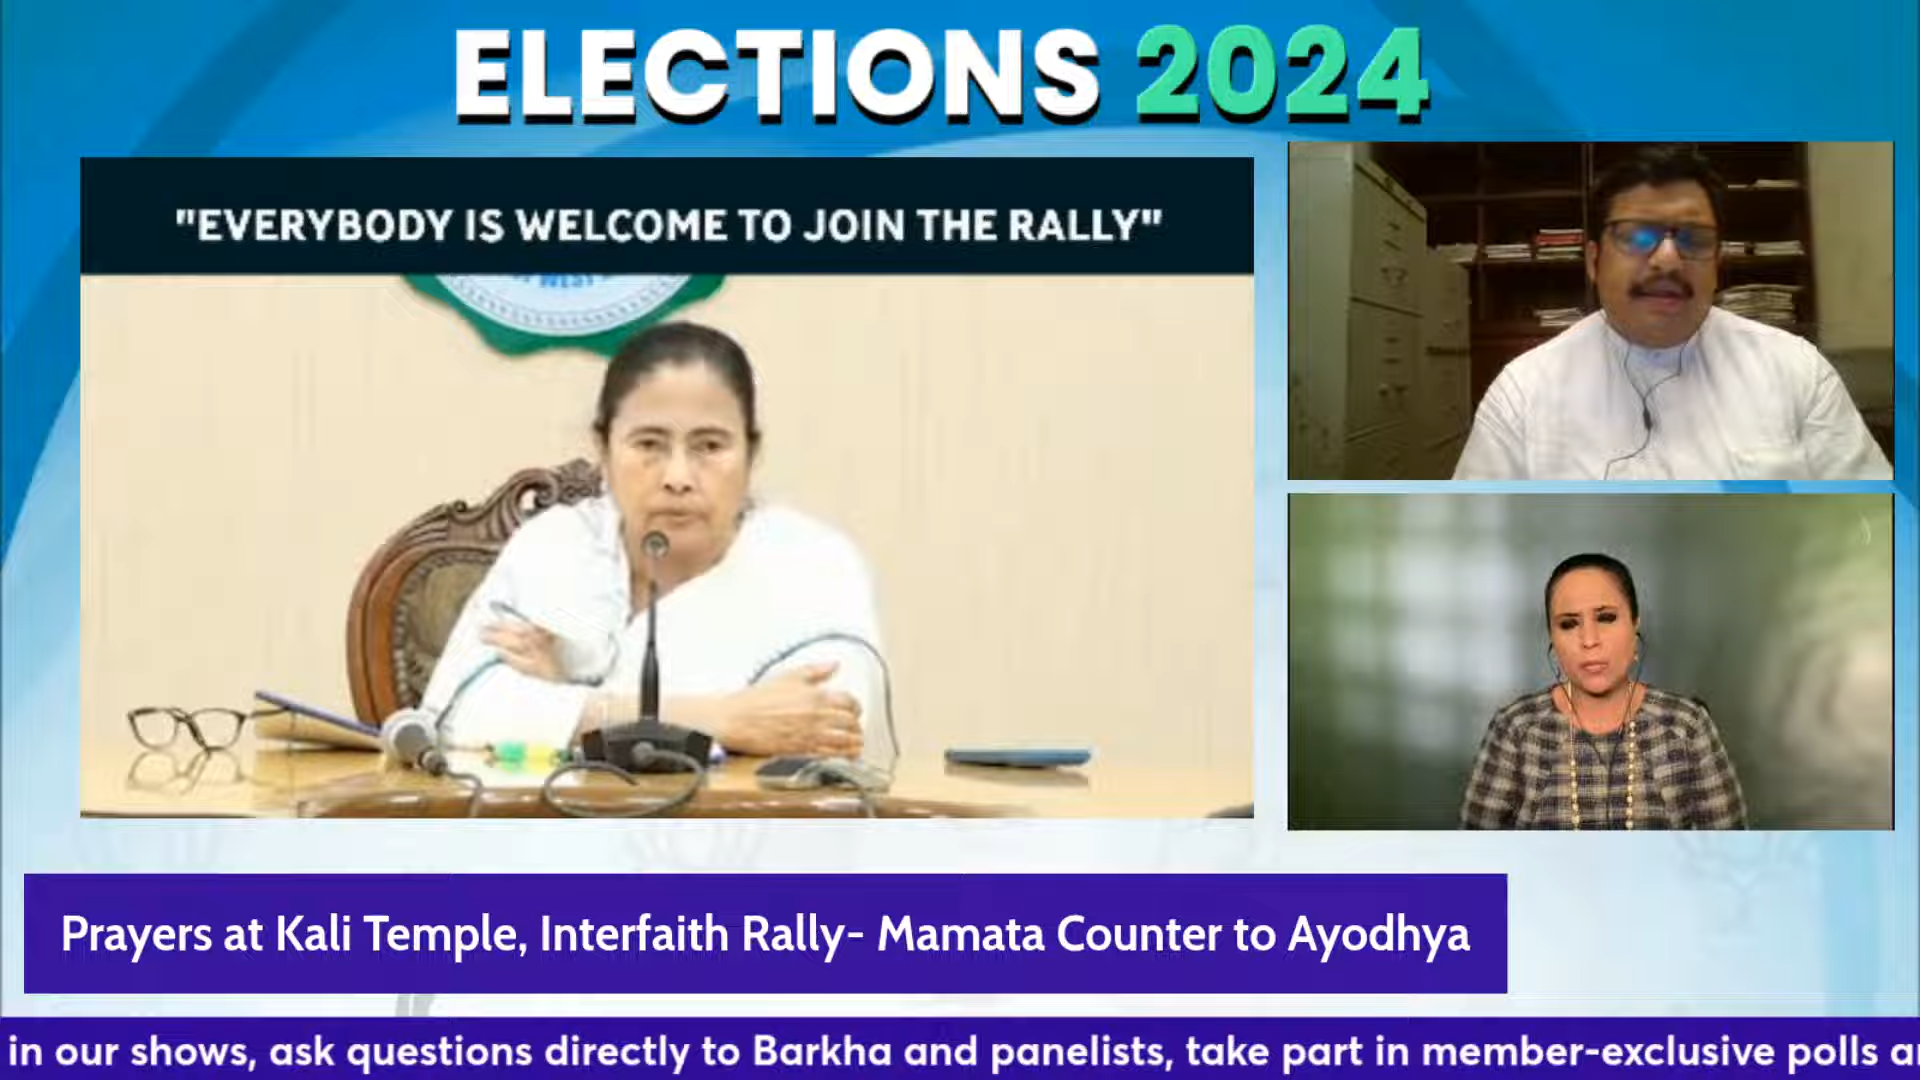 ELECTIONS 2024
"EVERYBODY IS WELCOME TO JOIN THE RALLY"
WEST
Prayers at Kali Temple, Interfaith Rally- Mamata Counter to Ayodhya
in our shows, ask questions directly to Barkha and panelists, take part in member-exclusive polls a